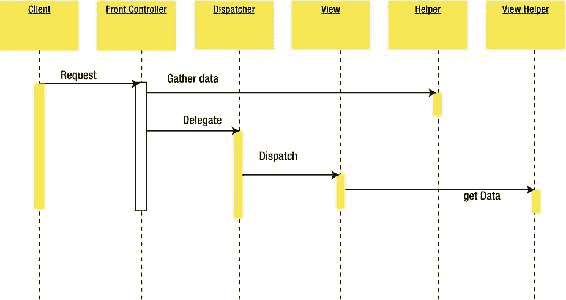 Client
Front Controller
Dispatcher
View
Helper
View Helper
Request
Gather data
Delegate
Dispatch
get Data